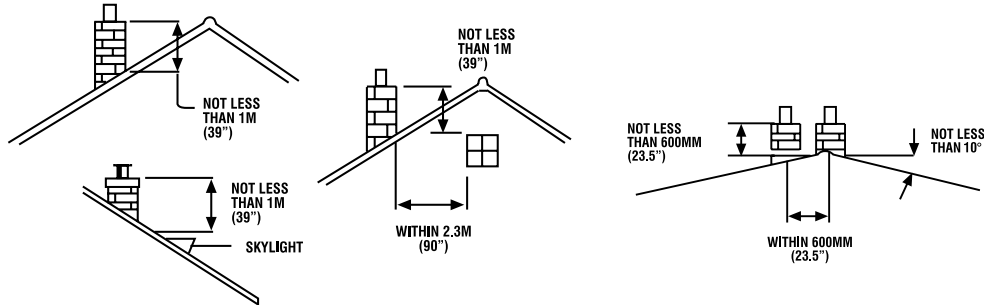 NOT LESS
THAN 1M
(39")
NOT LESS
THAN 1M
(39")
SKYLIGHT
NOT LESS
THAN 1M
(39")
WITHIN 2.3M
(90")
NOT LESS
THAN 600MM
(23.5")
NOT LESS
THAN 10°
WITHIN 600MM
(23.5")